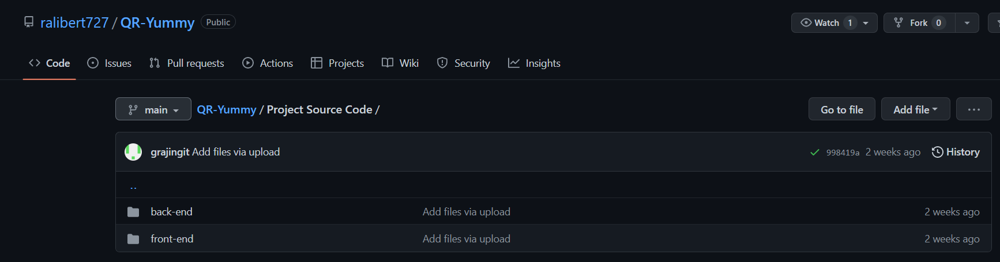 ralibert727 / QR-Yummy Public Watch 1 Fork 0
Code Issues Pull requests Actions Projects Wiki Security Insights
main QR-Yummy / Project Source Code / Go to file Add file ...
grajingit Add files via upload 998419a 2 weeks ago History
..
back-end Add files via upload 2 weeks ago
front-end Add files via upload 2 weeks ago